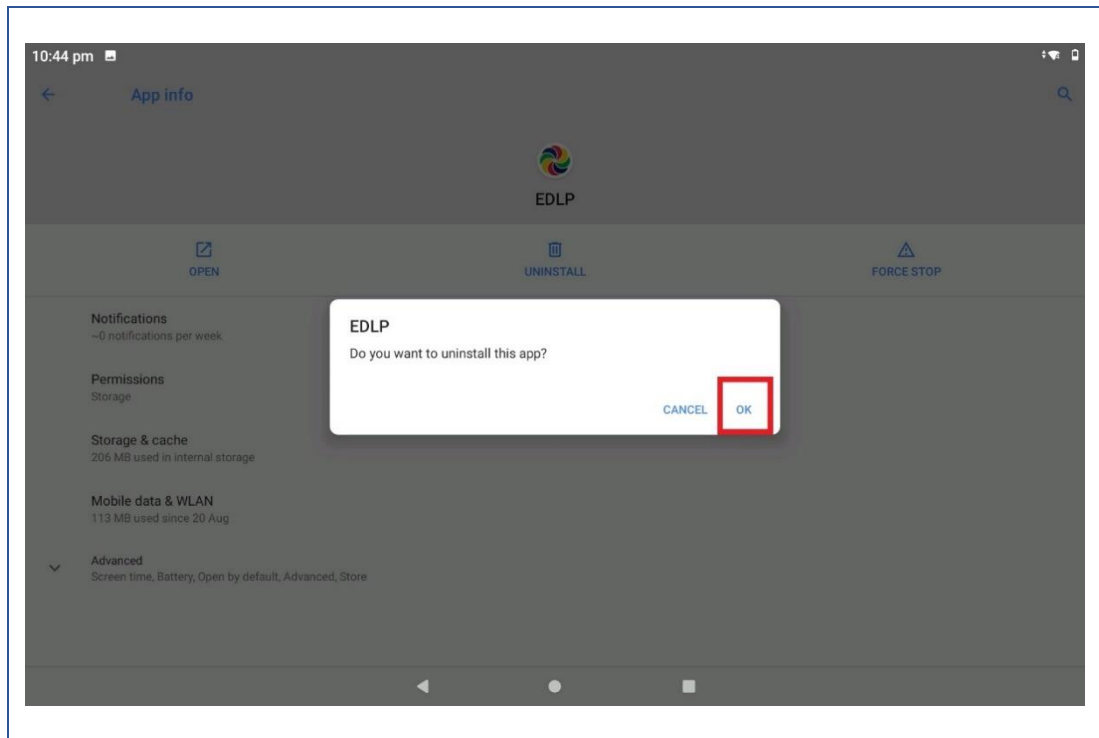 10:44 pm
App info
EDLP
OPEN
UNINSTALL
FORCE STOP
Notifications
~0 notifications per week
Permissions
Storage
Storage & cache
206 MB used in internal storage
Mobile data & WLAN
113 MB used since 20 Aug
Advanced
Screen time, Battery, Open by default, Advanced, Store
EDLP
Do you want to uninstall this app?
CANCEL OK